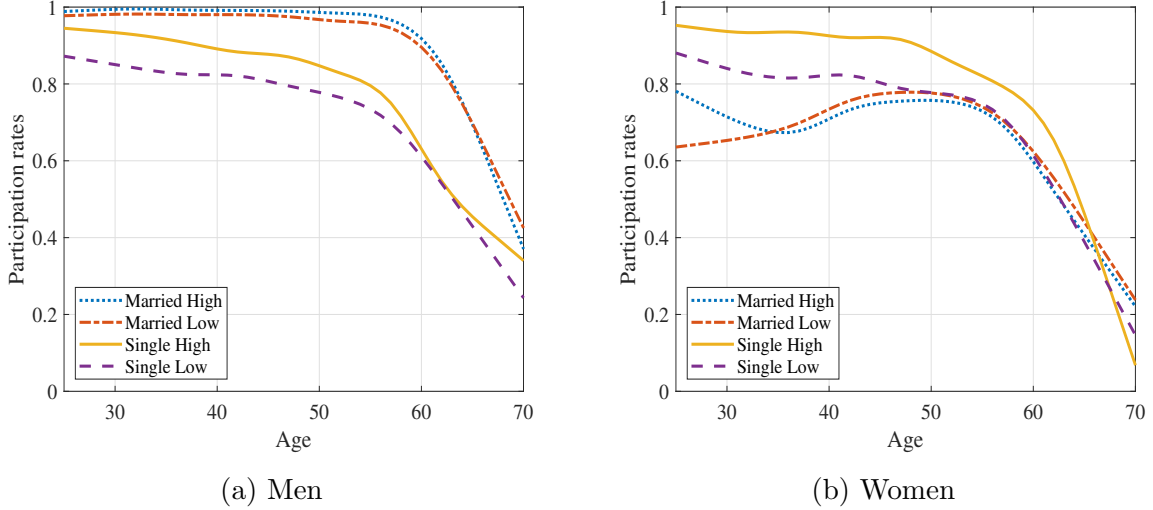 Participation rates
1
0.8
0.6
0.4
0.2
0
Married High
Married Low
Single High
Single Low
30
40
50
60
70
Age
(a) Men
Participation rates
1
0.8
0.6
0.4
0.2
0
Married High
Married Low
Single High
Single Low
30
40
50
60
70
Age
(b) Women